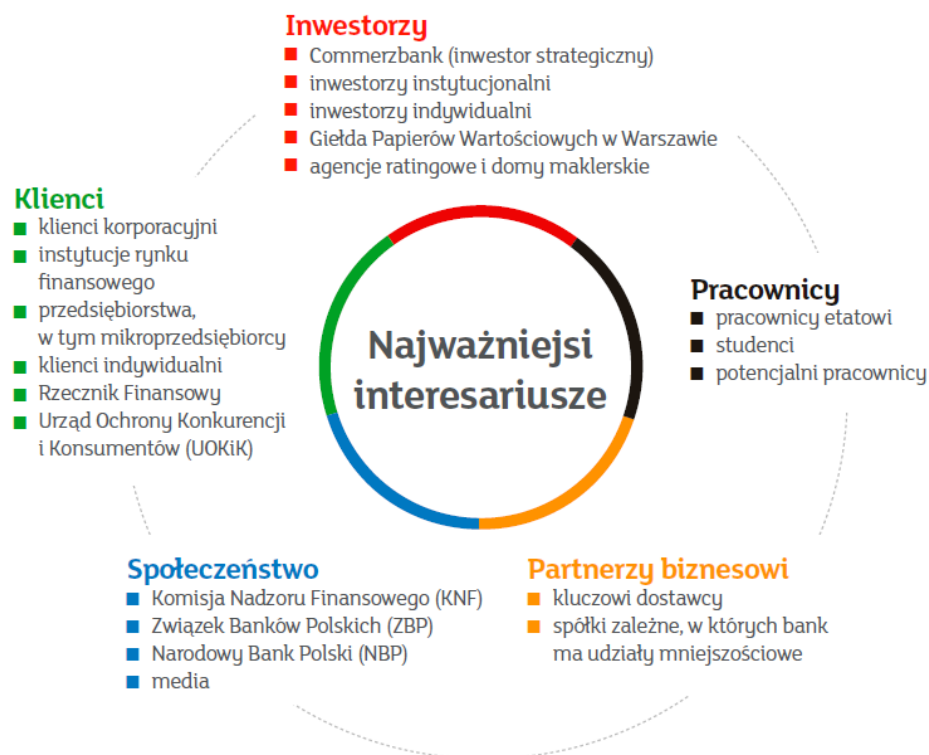 Inwestorzy
Commerzbank (inwestor strategiczny)
inwestorzy instytucjonalni
inwestorzy indywidualni
Giełda Papierów Wartościowych w Warszawie
agencje ratingowe i domy maklerskie
Klienci
klienci korporacyjni
instytucje rynku
finansowego
przedsiębiorstwa,
w tym mikroprzedsiębiorcy
klienci indywidualni
Rzecznik Finansowy
Urząd Ochrony Konkurencji
i Konsumentów (UOKiK)
Najważniejsi
interesariusze
Pracownicy
pracownicy etatowi
studenci
potencjalni pracownicy
Społeczeństwo
Komisja Nadzoru Finansowego (KNF)
Związek Banków Polskich (ZBP)
Narodowy Bank Polski (NBP)
media
Partnerzy biznesowi
kluczowi dostawcy
spółki zależne, w których bank
ma udziały mniejszościowe